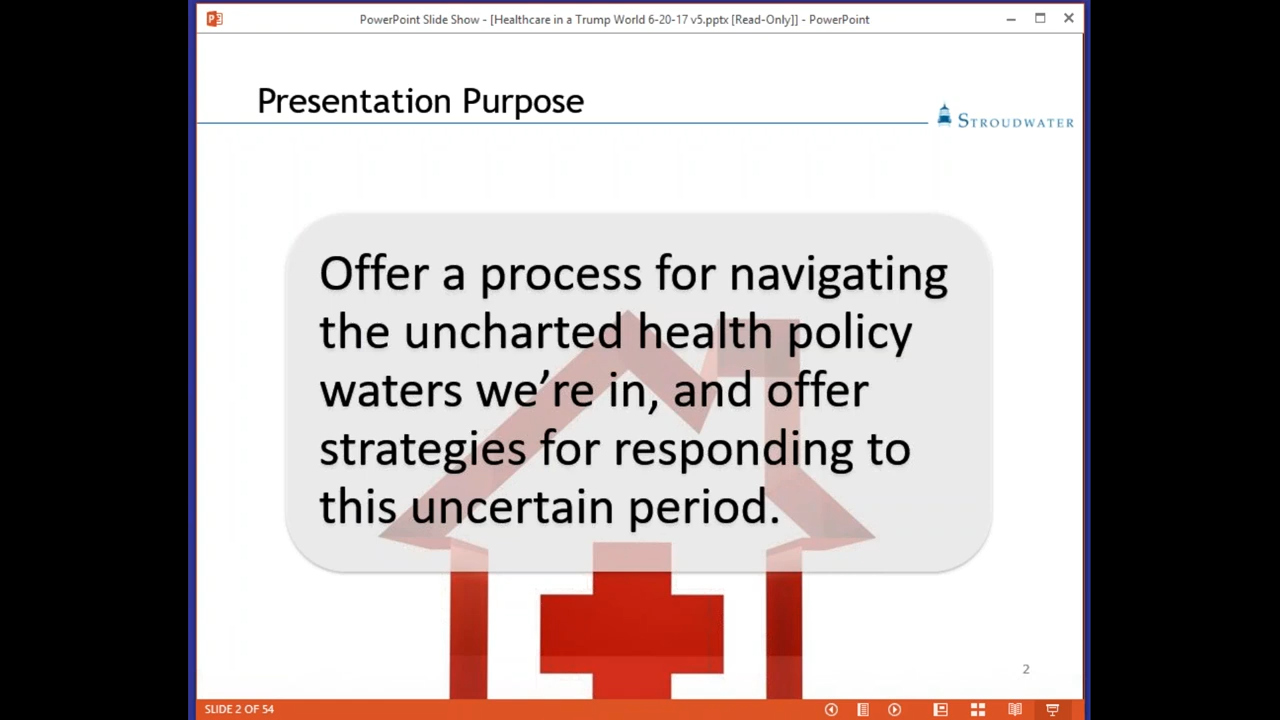 PowerPoint Slide Show - [Healthcare in a Trump World 6-20-17 v5.pptx [Read-Only]] - PowerPoint
Presentation Purpose
STROUDWATER
Offer a process for navigating
the uncharted health policy
waters we’re in, and offer
strategies for responding to
this uncertain period.
2
SLIDE 2 OF 54